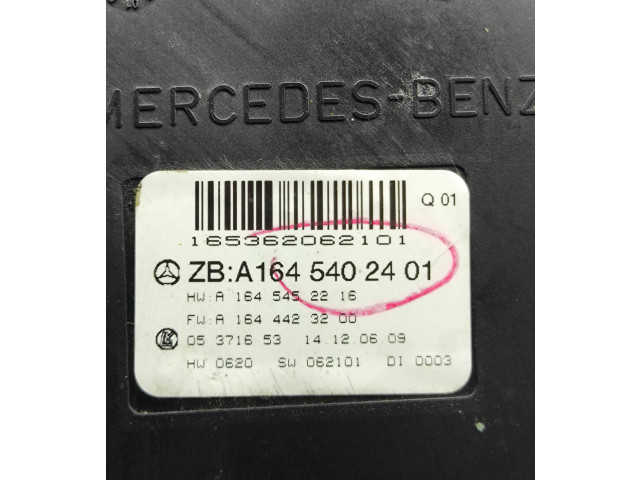 MERCEDES-BENZ
Q 01
165362062101
ZB:A164 540 24 01
HW:A 164 545 22 16
FW:A 164 442 32 00
05 3716 53 14.12.06 09
HW 0620 SW 062101 DI 0003